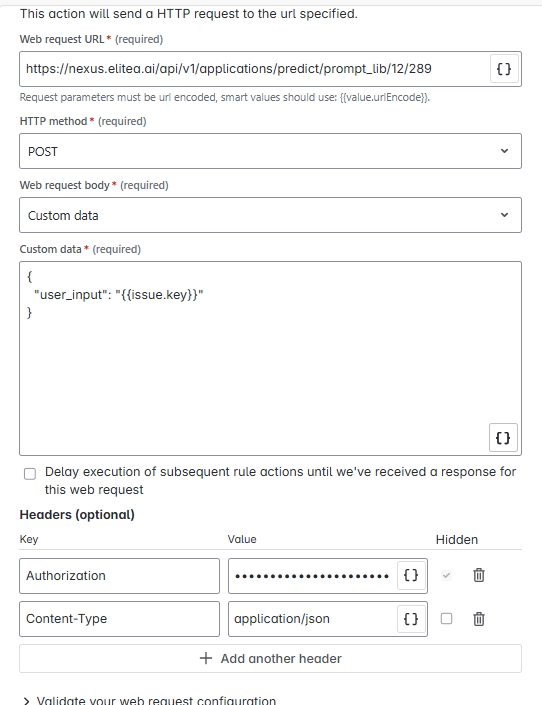 This action will send a HTTP request to the url specified.
Web request URL * (required)
https://nexus.elitea.ai/api/v1/applications/predict/prompt_lib/12/289 {}
Request parameters must be url encoded, smart values should use: {{value.urlEncode}}.
HTTP method * (required)
POST
Web request body * (required)
Custom data
Custom data * (required)
{
"user_input": "{{issue.key}}"
}
{}
Delay execution of subsequent rule actions until we've received a response for
this web request
Headers (optional)
Key Value Hidden
Authorization •••••••••••••••••••••• {}
Content-Type application/json {}
+ Add another header
> Validate your web request configuration